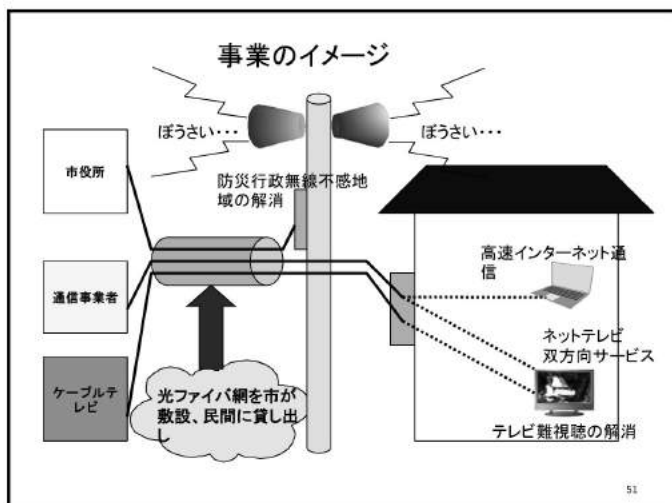 事業のイメージ
ぼうさい・・・
ぼうさい・・・
市役所
防災行政無線不感地
域の解消
通信事業者
高速インターネット通
信
ケーブルテ
レビ
光ファイバ網を市が
敷設、民間に貸し出
し
ネットテレビ
双方向サービス
テレビ難視聴の解消
51